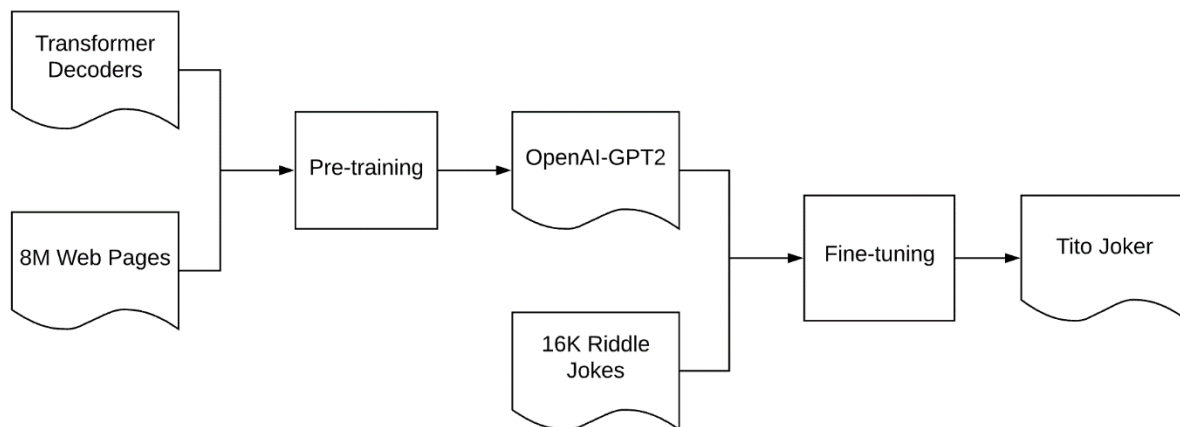 Transformer
Decoders
8M Web Pages
Pre-training
OpenAI-GPT2
16K Riddle
Jokes
Fine-tuning
Tito Joker